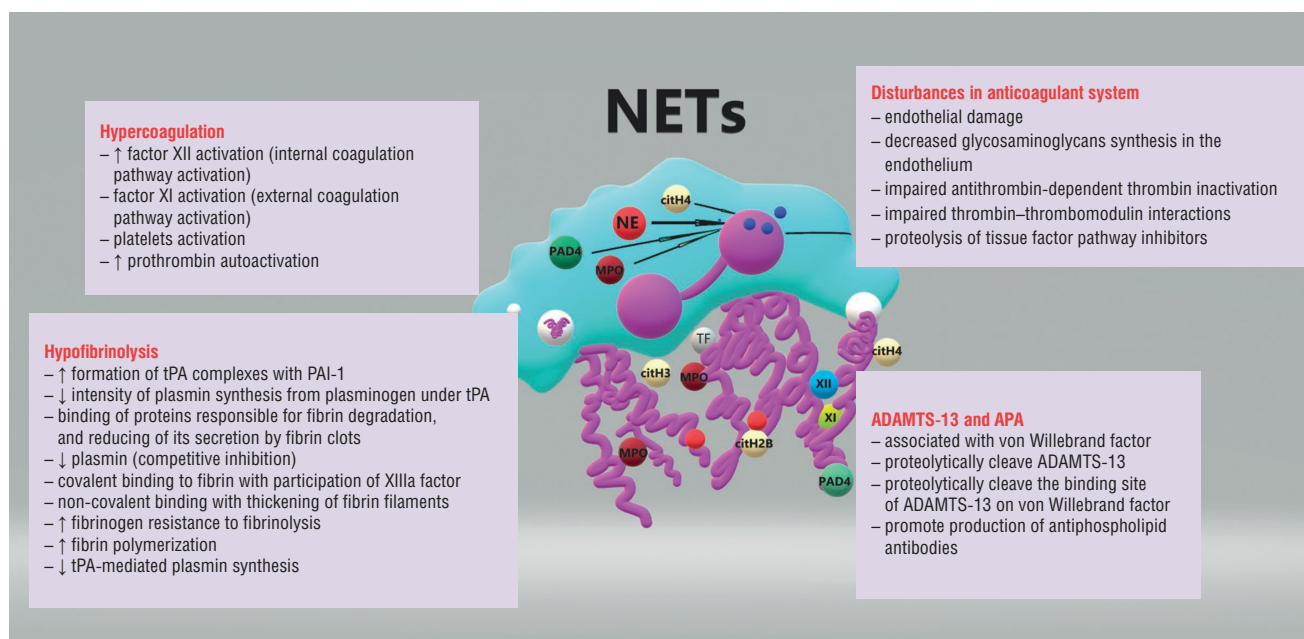 NETs
Hypercoagulation
– ↑ factor XII activation (internal coagulation
pathway activation)
– factor XI activation (external coagulation
pathway activation)
– platelets activation
– ↑ prothrombin autoactivation
Disturbances in anticoagulant system
– endothelial damage
– decreased glycosaminoglycans synthesis in the
endothelium
– impaired antithrombin-dependent thrombin inactivation
– impaired thrombin–thrombomodulin interactions
– proteolysis of tissue factor pathway inhibitors
citH4
NE
PAD4
MPO
TF
citH3
MPO
citH4
XII
XI
citH2B
MPO
PAD4
Hypofibrinolysis
– ↑ formation of tPA complexes with PAI-1
– ↓ intensity of plasmin synthesis from plasminogen under tPA
– binding of proteins responsible for fibrin degradation,
and reducing of its secretion by fibrin clots
– ↓ plasmin (competitive inhibition)
– covalent binding to fibrin with participation of XIIIa factor
– non-covalent binding with thickening of fibrin filaments
– ↑ fibrinogen resistance to fibrinolysis
– ↑ fibrin polymerization
– ↓ tPA-mediated plasmin synthesis
ADAMTS-13 and APA
– associated with von Willebrand factor
– proteolytically cleave ADAMTS-13
– proteolytically cleave the binding site
of ADAMTS-13 on von Willebrand factor
– promote production of antiphospholipid
antibodies